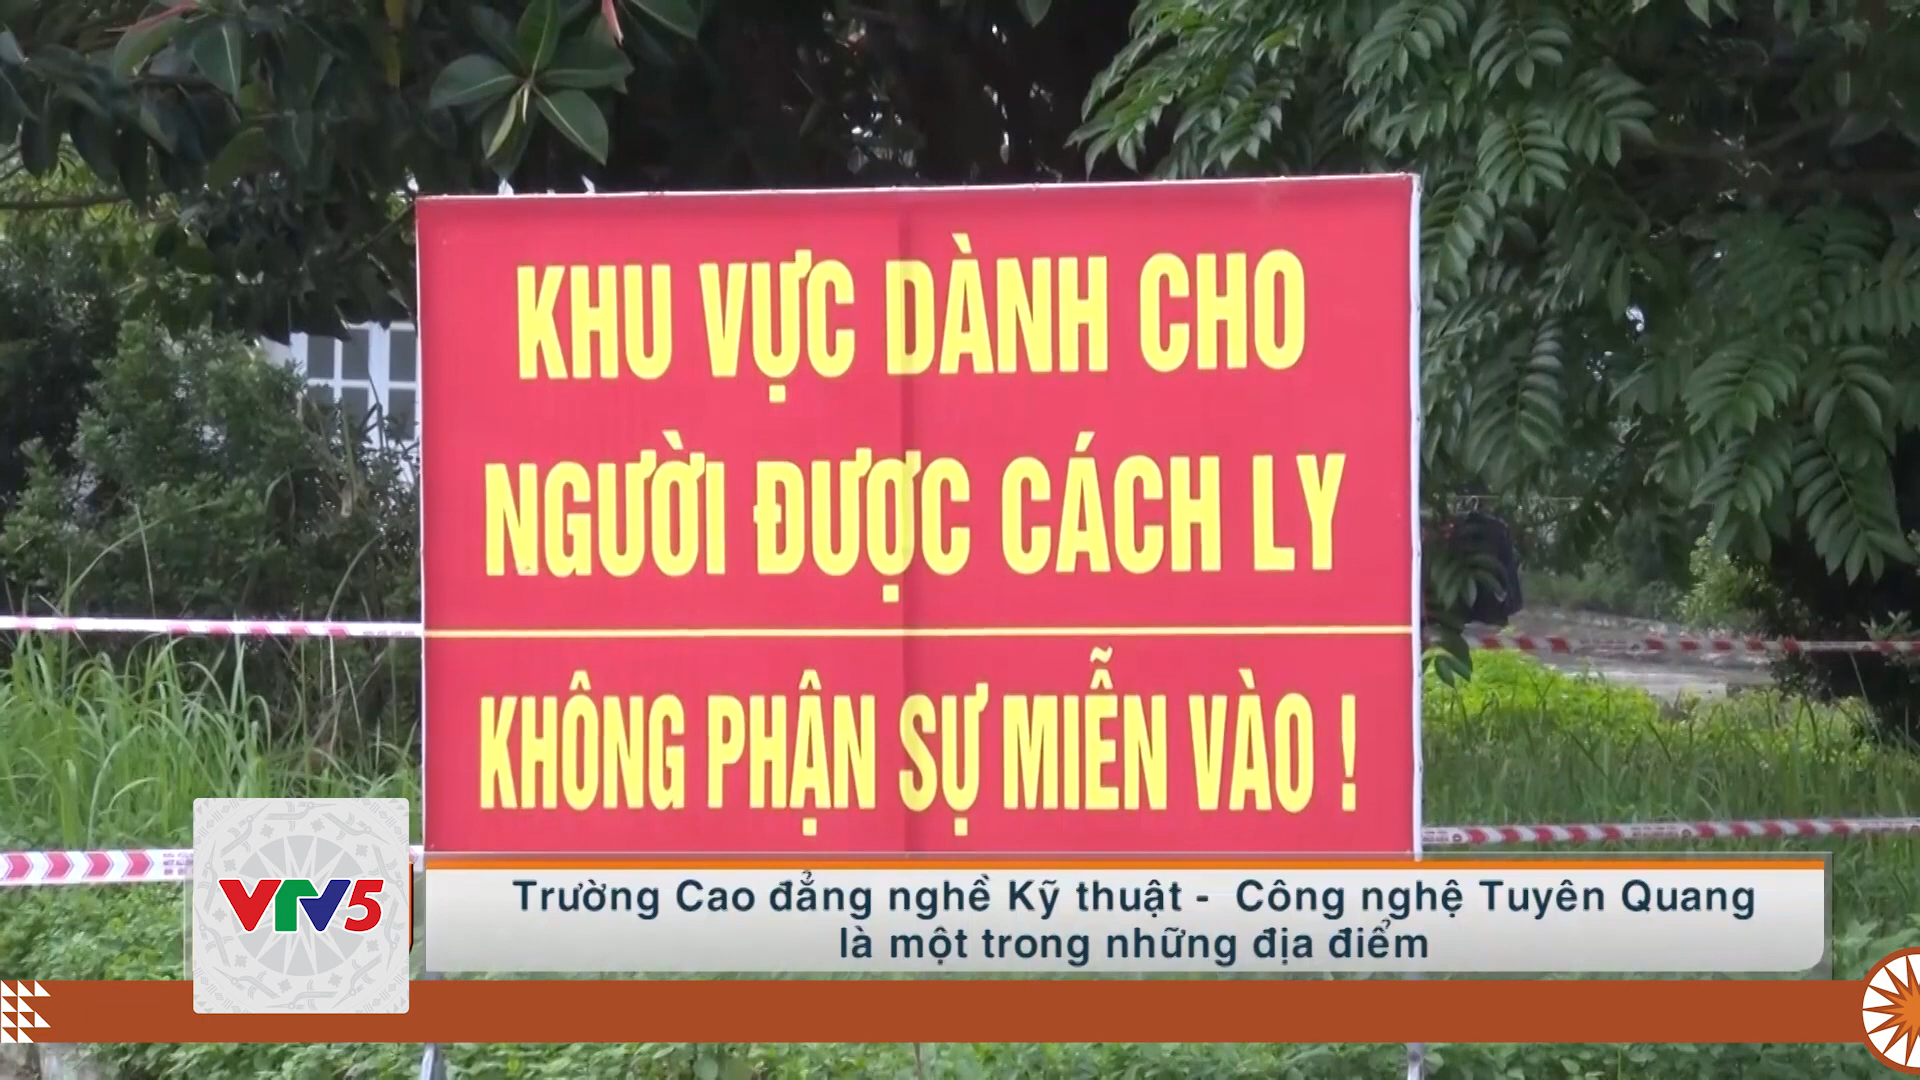 KHU VỰC DÀNH CHO
NGƯỜI ĐƯỢC CÁCH LY
KHÔNG PHẬN SỰ MIỄN VÀO !
VTV5
Trường Cao đẳng nghề Kỹ thuật - Công nghệ Tuyên Quang
là một trong những địa điểm